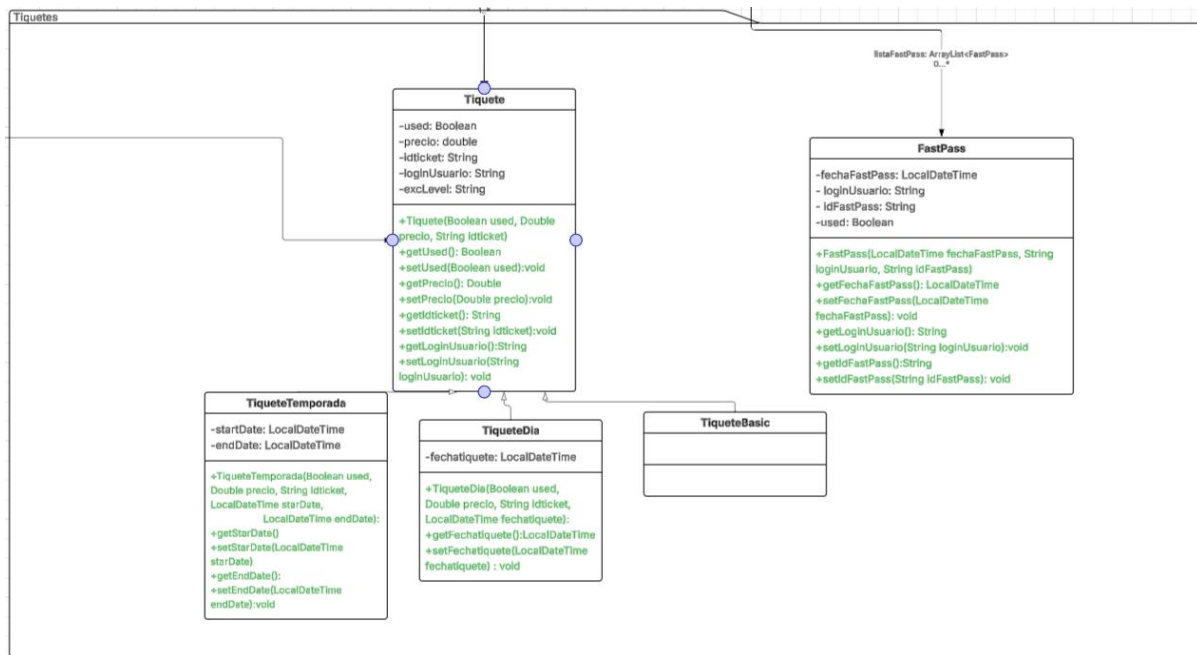 Tiquetes
1..*
listaFastPass: ArrayList<FastPass>
0...*
Tiquete
-used: Boolean
-precio: double
-idticket: String
-loginUsuario: String
-excLevel: String
+Tiquete(Boolean used, Double
precio, String idticket)
+getUsed(): Boolean
+setUsed(Boolean used):void
+getPrecio(): Double
+setPrecio(Double precio):void
+getIdticket(): String
+setIdticket(String idticket):void
+getLoginUsuario():String
+setLoginUsuario(String
loginUsuario): void
FastPass
-fechaFastPass: LocalDateTime
- loginUsuario: String
- idFastPass: String
-used: Boolean
+FastPass(LocalDateTime fechaFastPass, String
loginUsuario, String idFastPass)
+getFechaFastPass(): LocalDateTime
+setFechaFastPass(LocalDateTime
fechaFastPass): void
+getLoginUsuario(): String
+setLoginUsuario(String loginUsuario):void
+getIdFastPass():String
+setIdFastPass(String idFastPass): void
TiqueteTemporada
-startDate: LocalDateTime
-endDate: LocalDateTime
+TiqueteTemporada(Boolean used,
Double precio, String idticket,
LocalDateTime starDate,
LocalDateTime endDate):
+getStarDate()
+setStarDate(LocalDateTime
starDate)
+getEndDate():
+setEndDate(LocalDateTime
endDate):void
TiqueteDia
-fechatiquete: LocalDateTime
+TiqueteDia(Boolean used,
Double precio, String idticket,
LocalDateTime fechatiquete):
+getFechatiquete():LocalDateTime
+setFechatiquete(LocalDateTime
fechatiquete) : void
TiqueteBasic